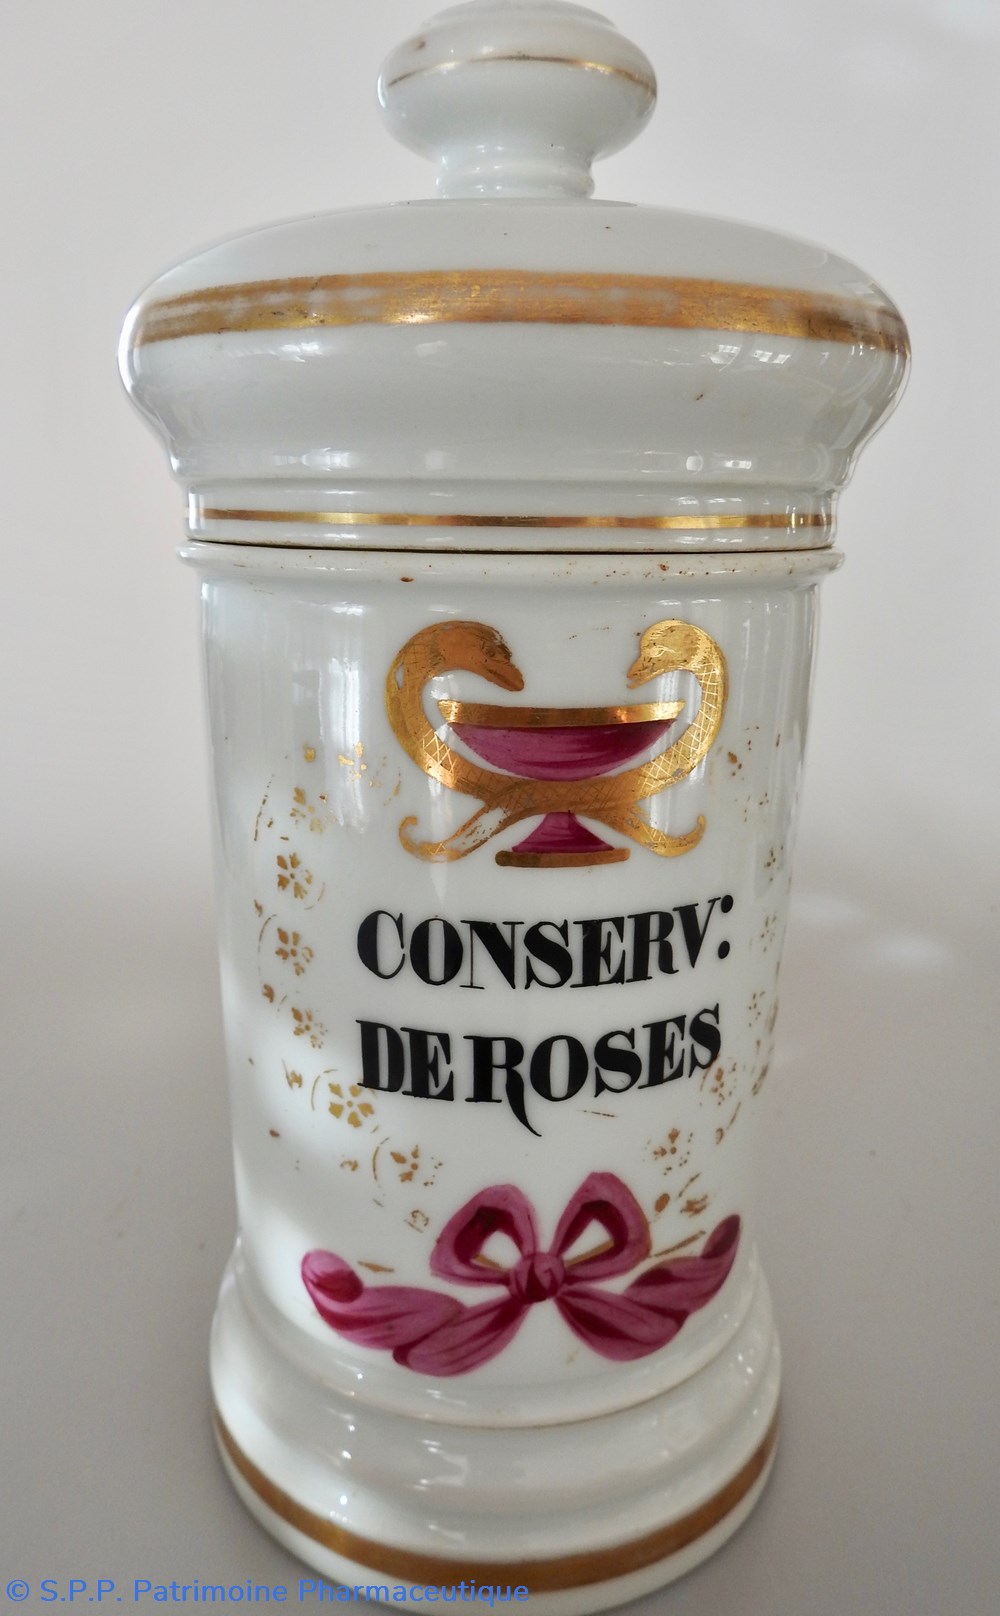 CONSERV:
DE ROSES
© S.P.P. Patrimoine Pharmaceutique